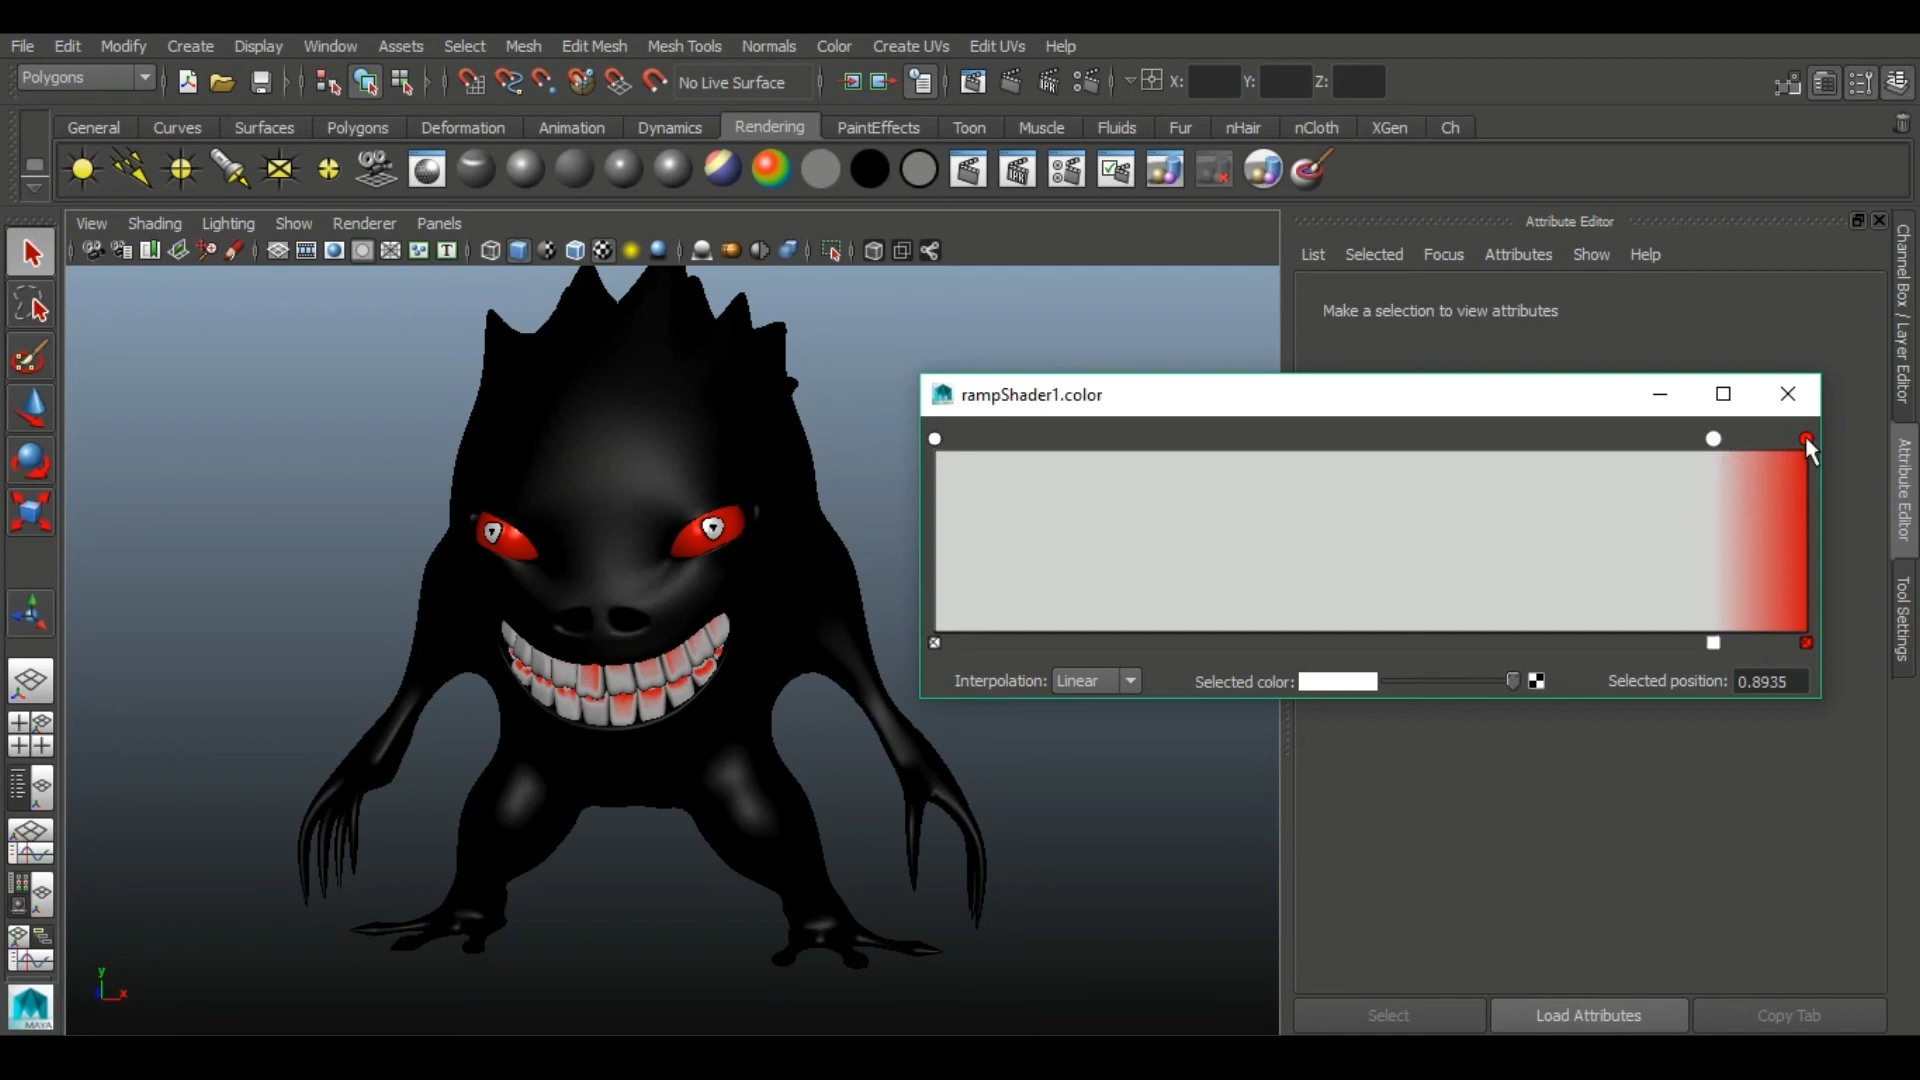 File Edit Modify Create Display Window Assets Select Mesh Edit Mesh Mesh Tools Normals Color Create UVs Edit UVs Help
Polygons No Live Surface X: Y: Z:
General Curves Surfaces Polygons Deformation Animation Dynamics Rendering PaintEffects Toon Muscle Fluids Fur nHair nCloth XGen Ch
IPR
View Shading Lighting Show Renderer Panels
T
Attribute Editor
List Selected Focus Attributes Show Help
Make a selection to view attributes
Channel Box / Layer Editor
Attribute Editor
Tool Settings
rampShader1.color
Interpolation: Linear Selected color: Selected position: 0.8935
y
x
MAYA
Select Load Attributes Copy Tab